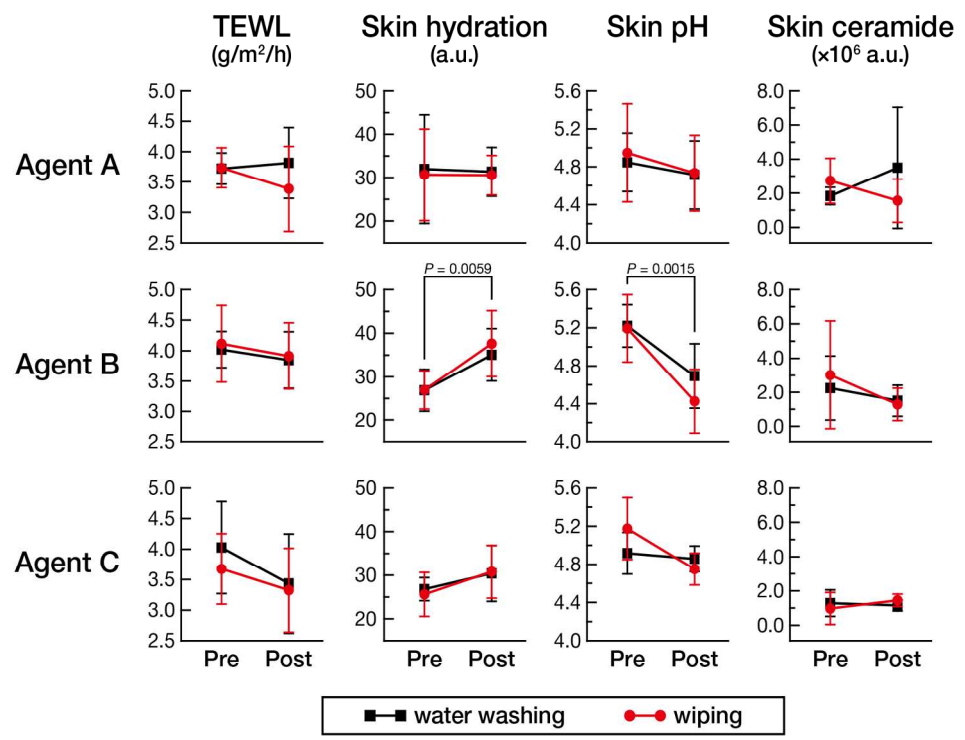 TEWL Skin hydration Skin pH Skin ceramide
(g/m²/h) (a.u.) (×10⁶ a.u.)
Agent A
5.0 4.5 4.0 3.5 3.0 2.5
50 40 30 20
5.6 5.2 4.8 4.4 4.0
8.0 6.0 4.0 2.0 0.0
P = 0.0059 P = 0.0015
Agent B
5.0 4.5 4.0 3.5 3.0 2.5
50 40 30 20
5.6 5.2 4.8 4.4 4.0
8.0 6.0 4.0 2.0 0.0
Agent C
5.0 4.5 4.0 3.5 3.0 2.5
50 40 30 20
5.6 5.2 4.8 4.4 4.0
8.0 6.0 4.0 2.0 0.0
Pre Post Pre Post Pre Post Pre Post
water washing wiping